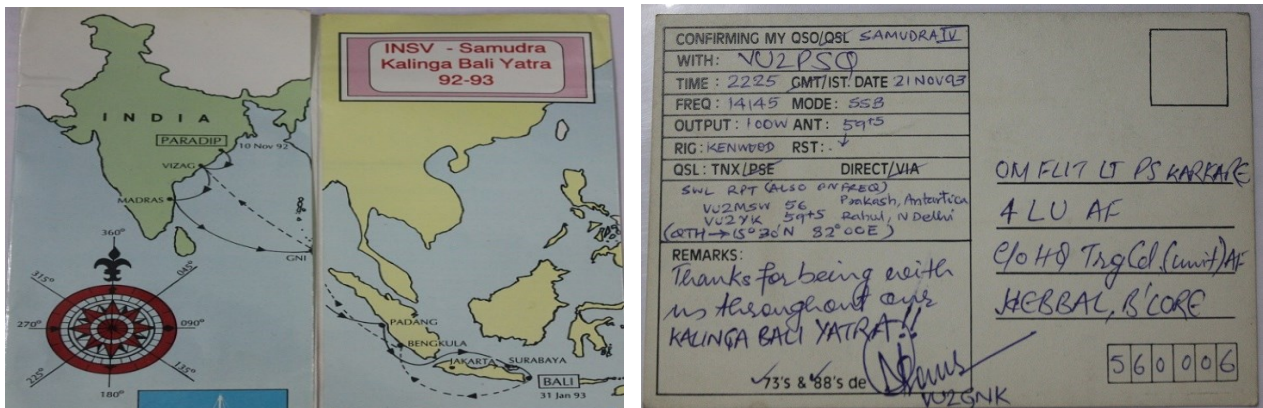 INSV - Samudra
Kalinga Bali Yatra
92-93
INDIA
PARADIP
10 Nov 92
VIZAG
MADRAS
GNI
360°
045°
090°
135°
180°
225°
270°
315°
PADANG
BENGKULA
JAKARTA
SURABAYA
BALI
31 Jan 93
CONFIRMING MY QSO/QSL SAMUDRA IV
WITH: VU2PSQ
TIME: 2225 GMT/IST. DATE 21 NOV 93
FREQ: 14145 MODE: SSB
OUTPUT: 100W ANT: 59+5
RIG: KENWOOD RST:
QSL: TNX/PSE DIRECT/VIA
SWL RPT (ALSO ON FREQ)
VU2MSW 56 Prakash, Antartica
VU2YK 59+5 Rahul, N Delhi
(QTH → 15°30'N 82°00E)
REMARKS:
Thanks for being with
us throughout our
KALINGA BALI YATRA!!
73's & 88's de
VU2GNK
OM FLIT LT PS KARKARE
4 LU AF
C/O HQ Trg Cd. (Unit) AF
HEBBAL, B'LORE
560006